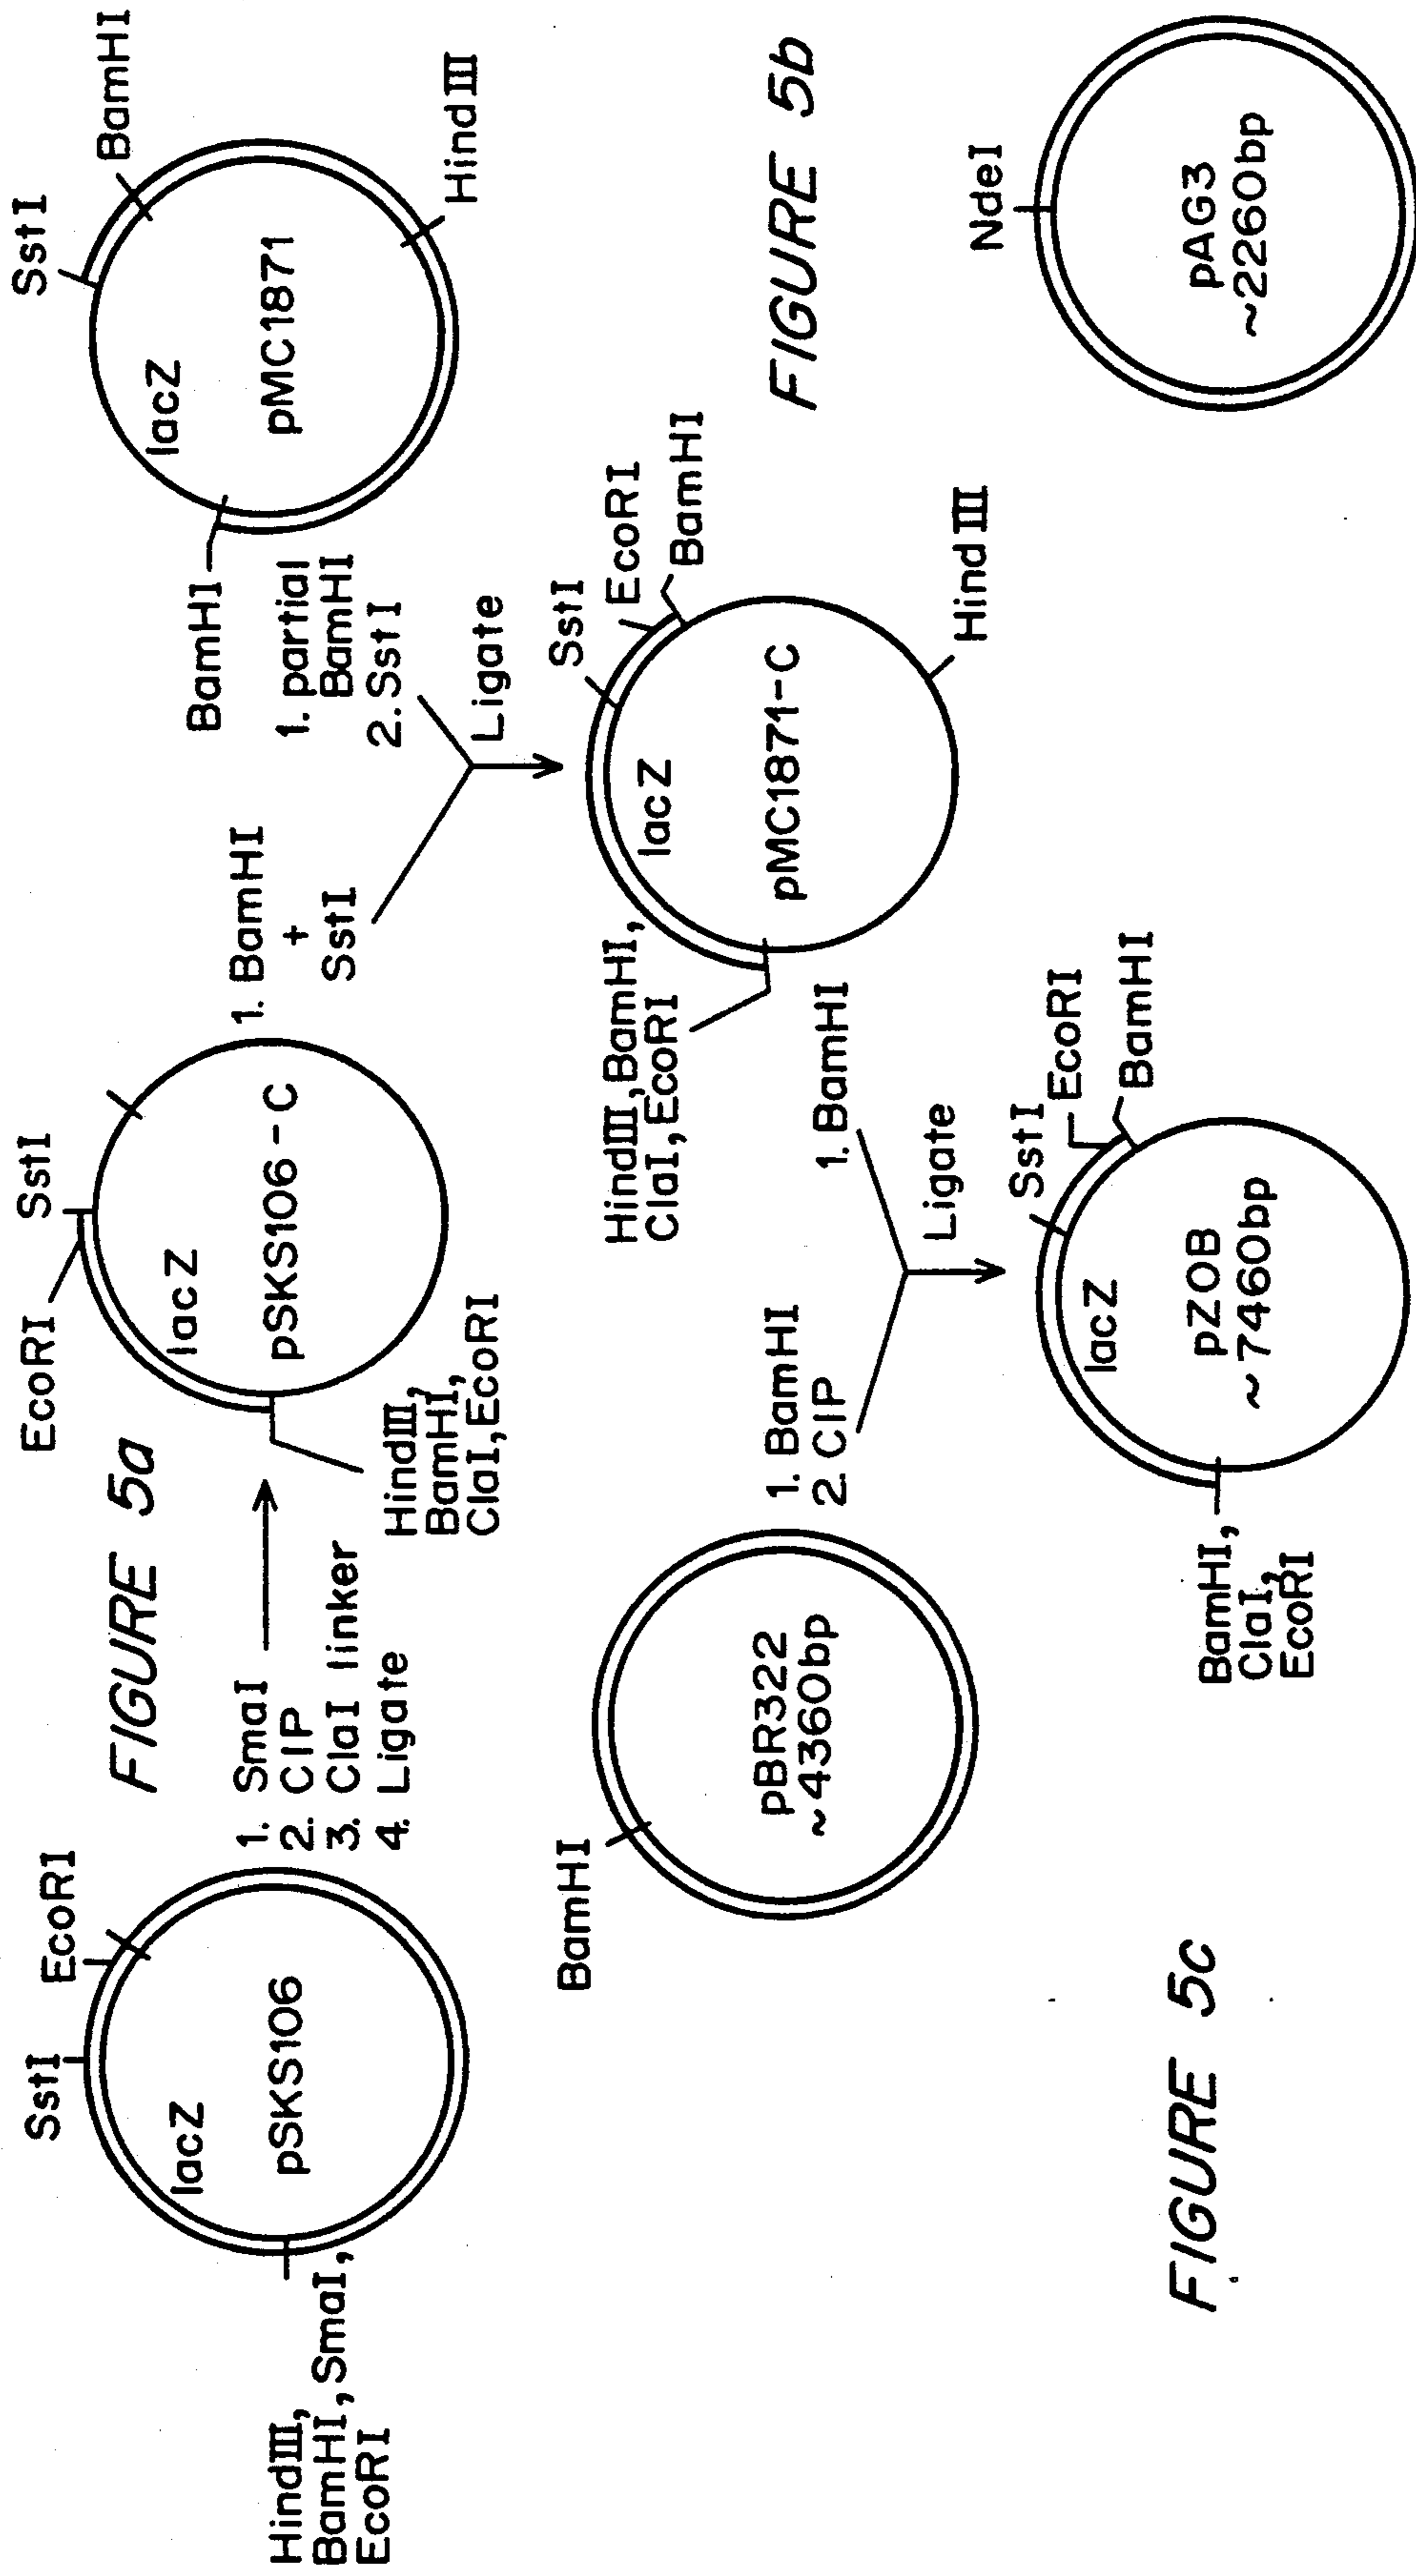 FIGURE 5a
SstI
EcoRI
lacZ
pSKS106
HindIII,
BamHI, SmaI,
EcoRI
1. SmaI
2. CIP
3. ClaI linker
4. Ligate
EcoRI
SstI
lacZ
pSKS106-C
HindIII,
BamHI,
ClaI, EcoRI
1. BamHI
+
SstI
SstI
BamHI
lacZ
pMC1871
BamHI
HindIII
1. partial
BamHI
2. SstI
Ligate
SstI
EcoRI
BamHI
lacZ
pMC1871-C
HindIII, BamHI,
ClaI, EcoRI
Hind III
FIGURE 5b
NdeI
pAG3
~2260bp
BamHI
pBR322
~4360bp
1. BamHI
2. CIP
1. BamHI
Ligate
SstI
EcoRI
BamHI
lacZ
pZOB
~7460bp
BamHI,
ClaI,
EcoRI
FIGURE 5c